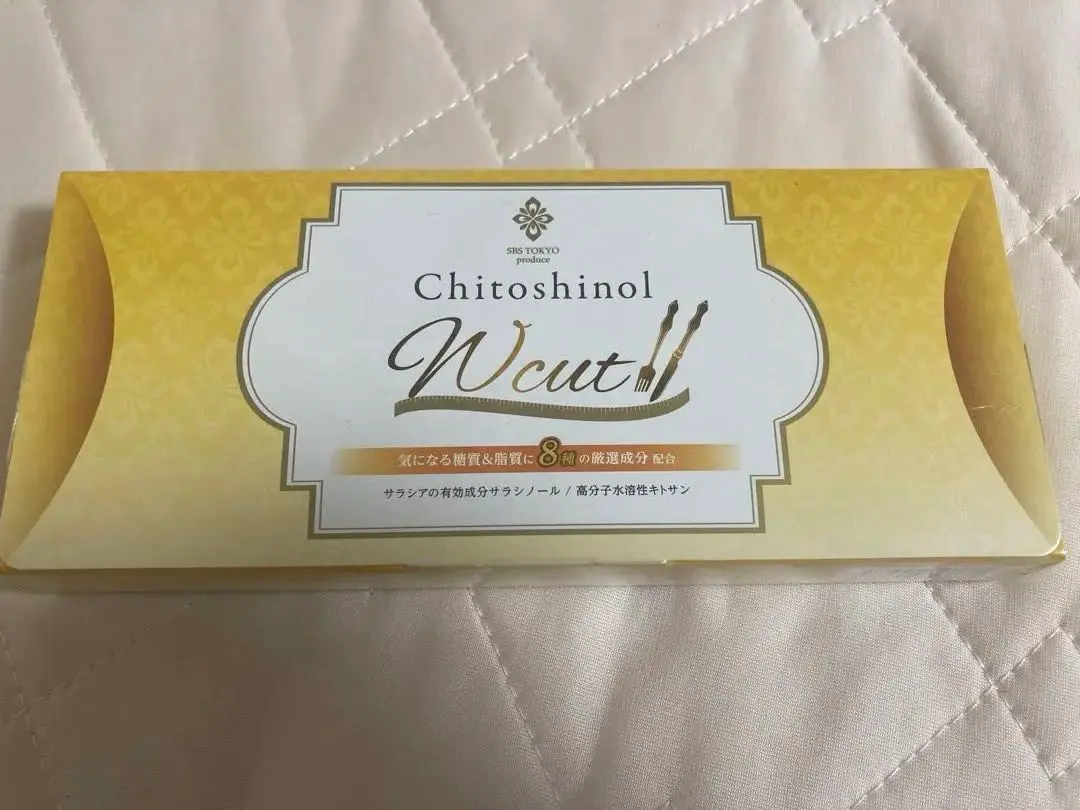 SBS TOKYO
produce
Chitoshinol
Wcut
気になる糖質&脂質に8種の厳選成分 配合
サラシアの有効成分サラシノール / 高分子水溶性キトサン